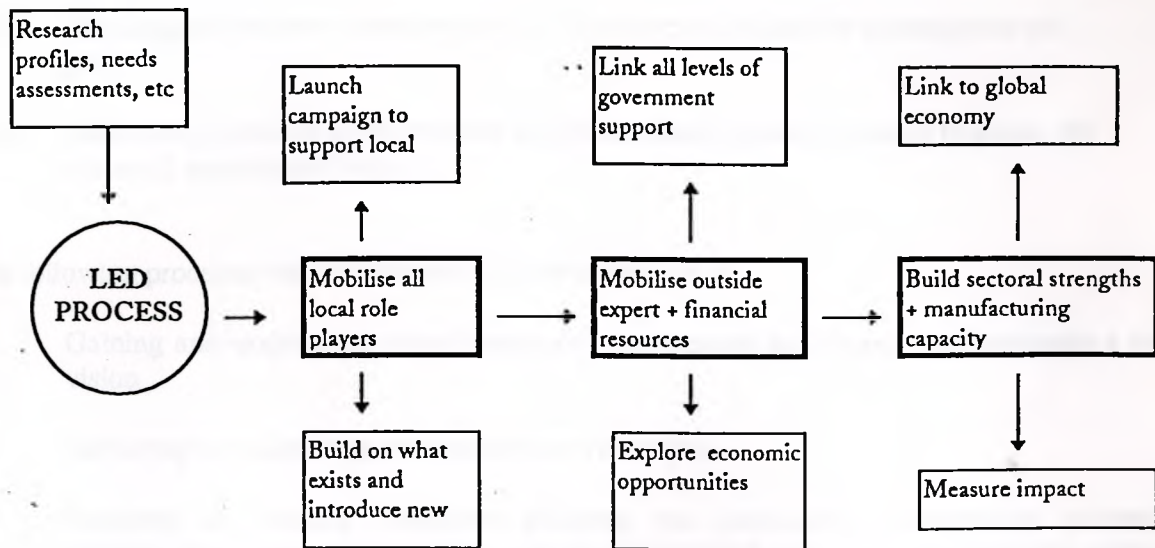 Research
profiles, needs
assessments, etc
Launch
campaign to
support local
Link all levels of
government
support
Link to global
economy
LED
PROCESS
Mobilise all
local role
players
Mobilise outside
expert + financial
resources
Build sectoral strengths
+ manufacturing
capacity
Build on what
exists and
introduce new
Explore economic
opportunities
Measure impact